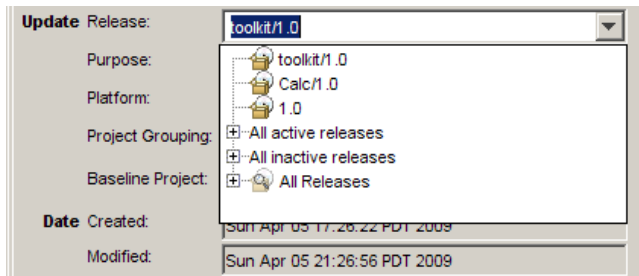 Update Release: toolkit/1.0
Purpose: toolkit/1.0
Calc/1.0
Platform: 1.0
Project Grouping: All active releases
All inactive releases
Baseline Project: All Releases
Date Created: Sun Apr 05 17:26:22 PDT 2009
Modified: Sun Apr 05 21:26:56 PDT 2009